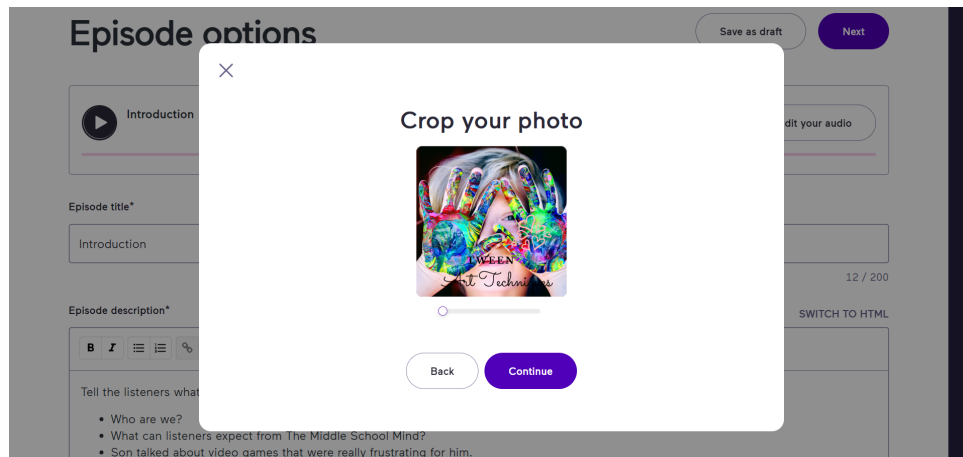 Episode options
Save as draft
Next
Crop your photo
Introduction
dit your audio
TWEEN
Art Techniques
Episode title*
Introduction
12 / 200
Episode description*
SWITCH TO HTML
B I
Back
Continue
Tell the listeners what
Who are we?
What can listeners expect from The Middle School Mind?
Son talked about video games that were really frustrating for him.